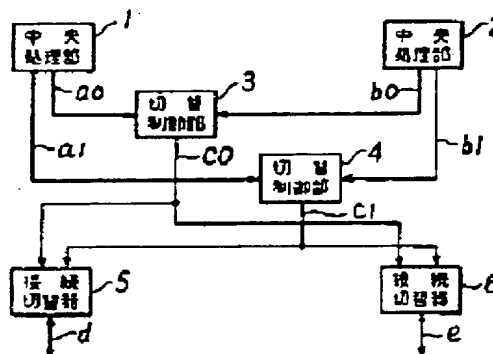 1
中央
処理部
2
中央
処理部
a0
3
切替
制御部
b0
a1
c0
4
切替
制御部
b1
c1
接続
切替器
5
接続
切替器
6
d
e